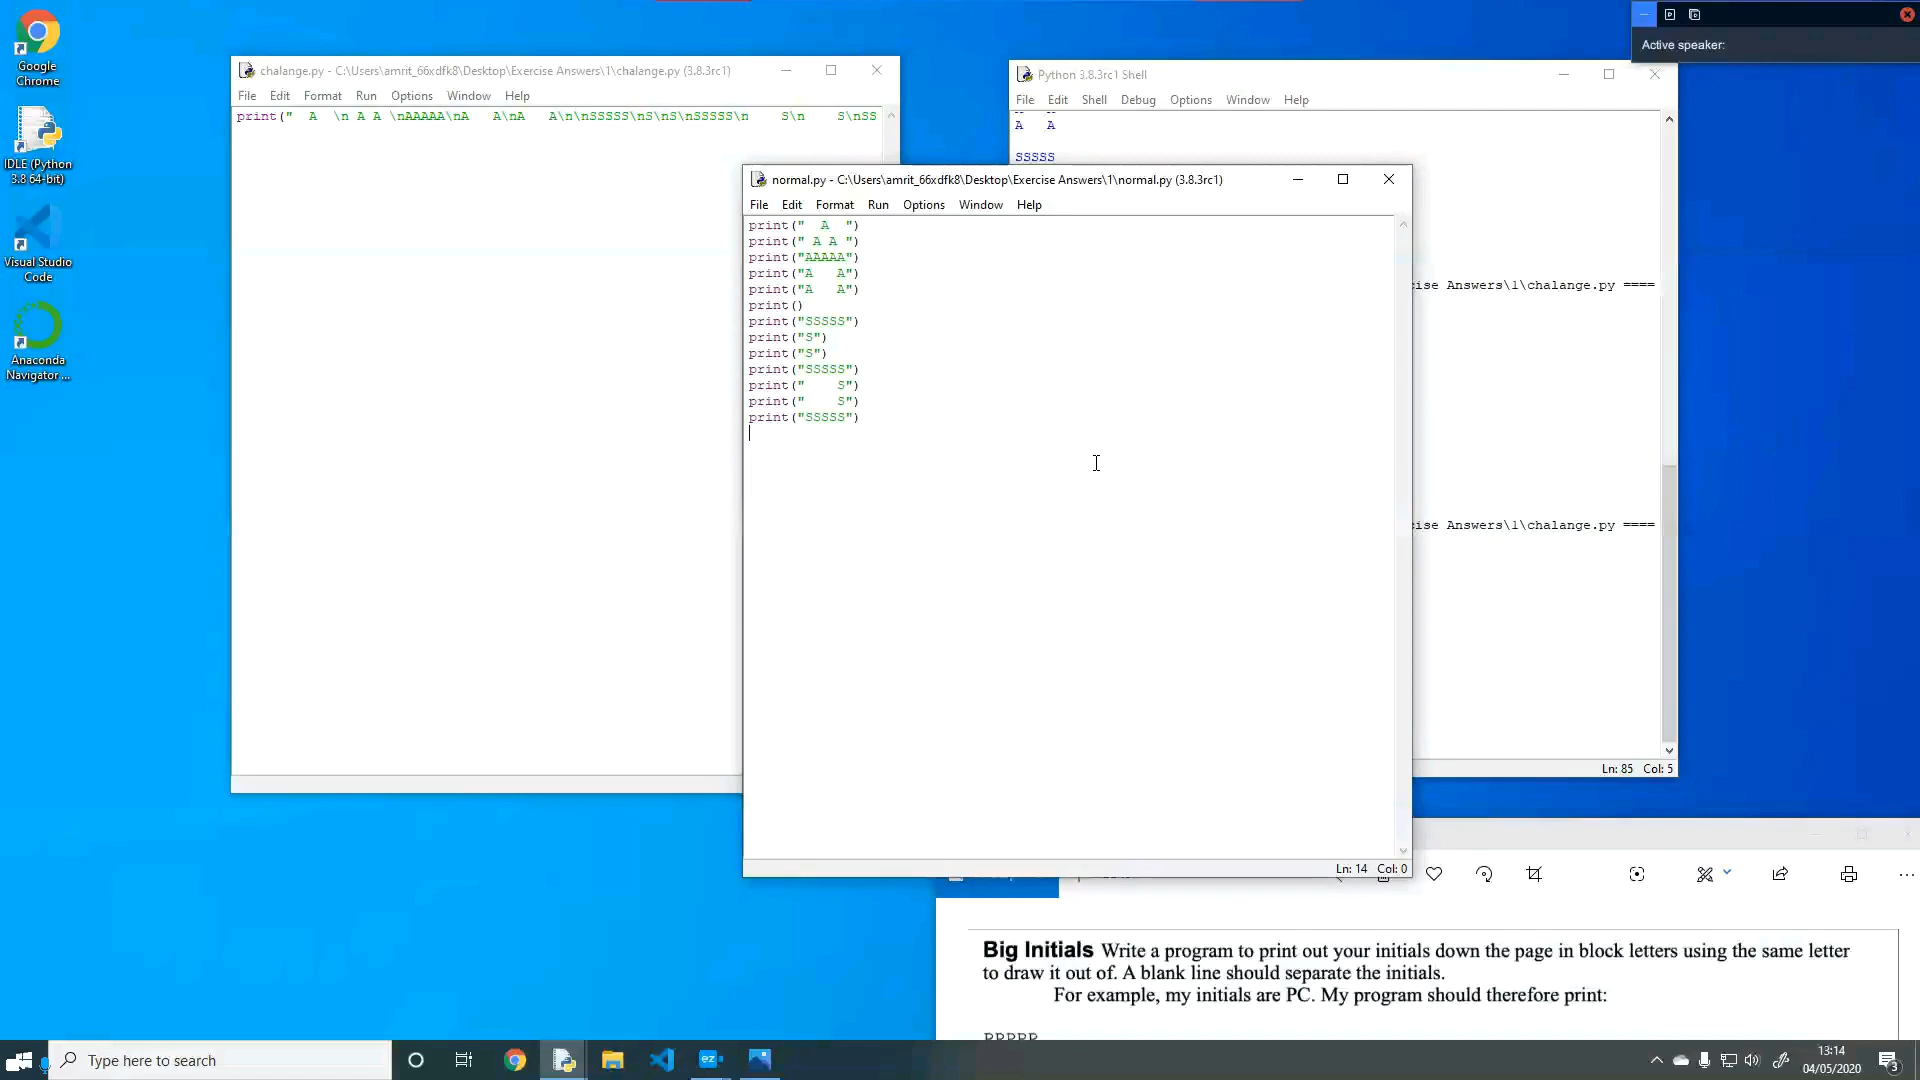 Active speaker:
Google
Chrome
IDLE (Python
3.8 64-bit)
Visual Studio
Code
Anaconda
Navigator ...
chalange.py - C:\Users\amrit_66xdfk8\Desktop\Exercise Answers\1\chalange.py (3.8.3rc1)
File Edit Format Run Options Window Help
print("  A  \n A A \nAAAAA\nA   A\nA   A\n\nSSSSS\nS\nS\nSSSSS\n    S\n    S\nSS
Python 3.8.3rc1 Shell
File Edit Shell Debug Options Window Help
A   A
SSSSS
cise Answers\1\chalange.py ====
cise Answers\1\chalange.py ====
Ln: 85 Col: 5
normal.py - C:\Users\amrit_66xdfk8\Desktop\Exercise Answers\1\normal.py (3.8.3rc1)
File Edit Format Run Options Window Help
print("  A  ")
print(" A A ")
print("AAAAA")
print("A   A")
print("A   A")
print()
print("SSSSS")
print("S")
print("S")
print("SSSSS")
print("    S")
print("    S")
print("SSSSS")
Ln: 14 Col: 0
Big Initials Write a program to print out your initials down the page in block letters using the same letter
to draw it out of. A blank line should separate the initials.
For example, my initials are PC. My program should therefore print:
PPPPP
Type here to search
ez
13:14
04/05/2020
3